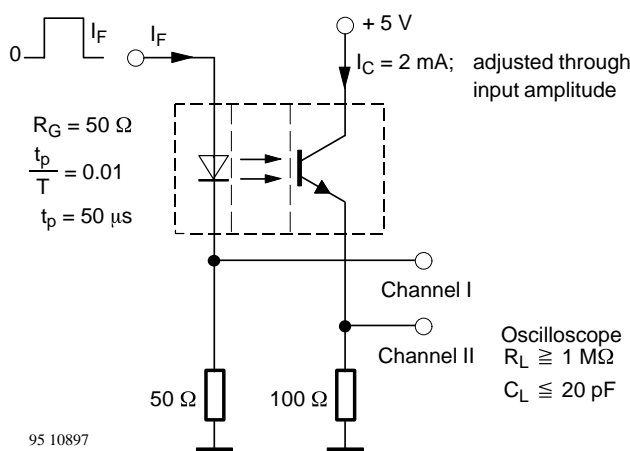 0
I_F
I_F
+ 5 V
I_C = 2 mA; adjusted through
input amplitude
R_G = 50 Ω
t_p
T
= 0.01
t_p = 50 μs
Channel I
Channel II
Oscilloscope
R_L ≧ 1 MΩ
C_L ≦ 20 pF
50 Ω
100 Ω
95 10897